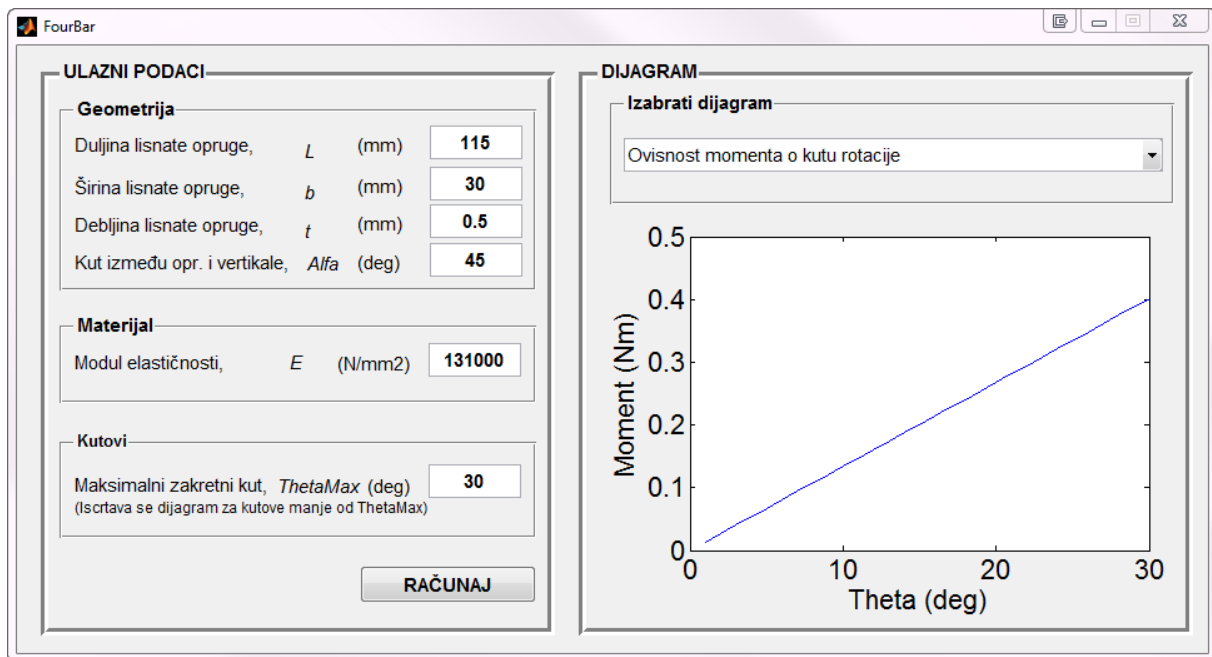 FourBar
ULAZNI PODACI
Geometrija
Duljina lisnate opruge, L (mm) 115
Širina lisnate opruge, b (mm) 30
Debljina lisnate opruge, t (mm) 0.5
Kut između opr. i vertikale, Alfa (deg) 45
Materijal
Modul elastičnosti, E (N/mm2) 131000
Kutovi
Maksimalni zakretni kut, ThetaMax (deg) 30
(Iscrtava se dijagram za kutove manje od ThetaMax)
RAČUNAJ
DIJAGRAM
Izabrati dijagram
Ovisnost momenta o kutu rotacije
0.5
0.4
0.3
0.2
0.1
0
Moment (Nm)
0 10 20 30
Theta (deg)